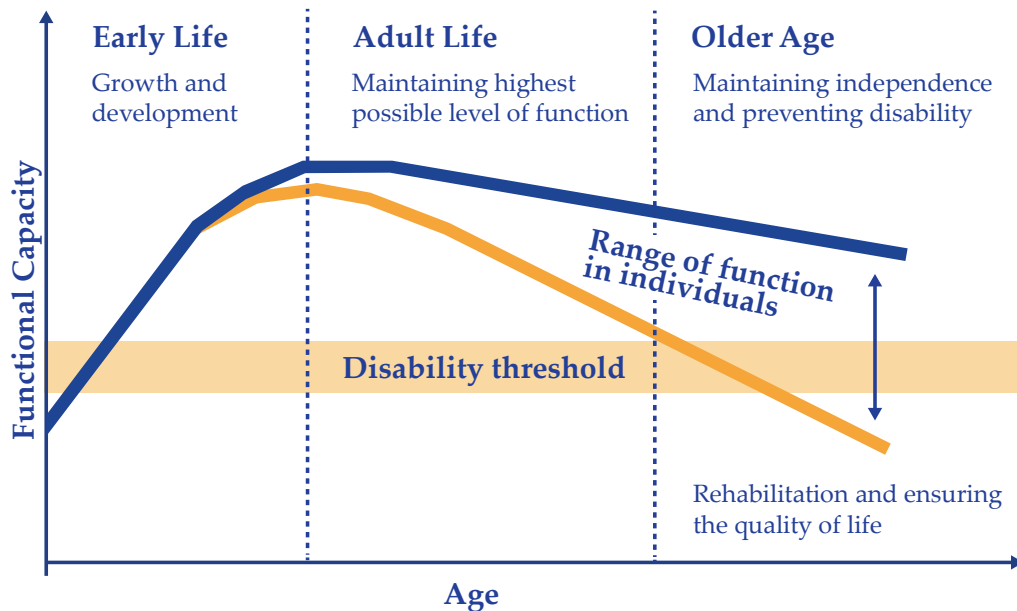 Early Life
Growth and
development
Adult Life
Maintaining highest
possible level of function
Older Age
Maintaining independence
and preventing disability
Functional Capacity
Range of function
in individuals
Disability threshold
Rehabilitation and ensuring
the quality of life
Age